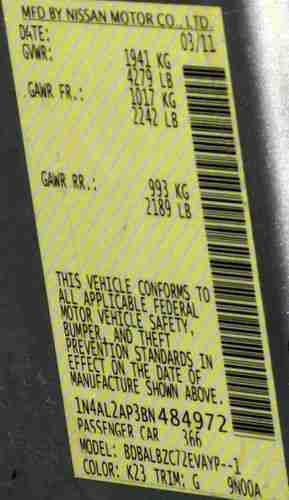 MFD BY NISSAN MOTOR CO., LTD.
DATE: 03/11
GVWR: 1941 KG
4279 LB
GAWR FR.: 1017 KG
2242 LB
GAWR RR.: 993 KG
2189 LB
THIS VEHICLE CONFORMS TO
ALL APPLICABLE FEDERAL
MOTOR VEHICLE SAFETY,
BUMPER, AND THEFT
PREVENTION STANDARDS IN
EFFECT ON THE DATE OF
MANUFACTURE SHOWN ABOVE.
1N4AL2AP3BN484972
PASSENGER CAR 366
MODEL: BDBALBZC72EVAYP--1
COLOR: K23 TRIM: G 9N00A